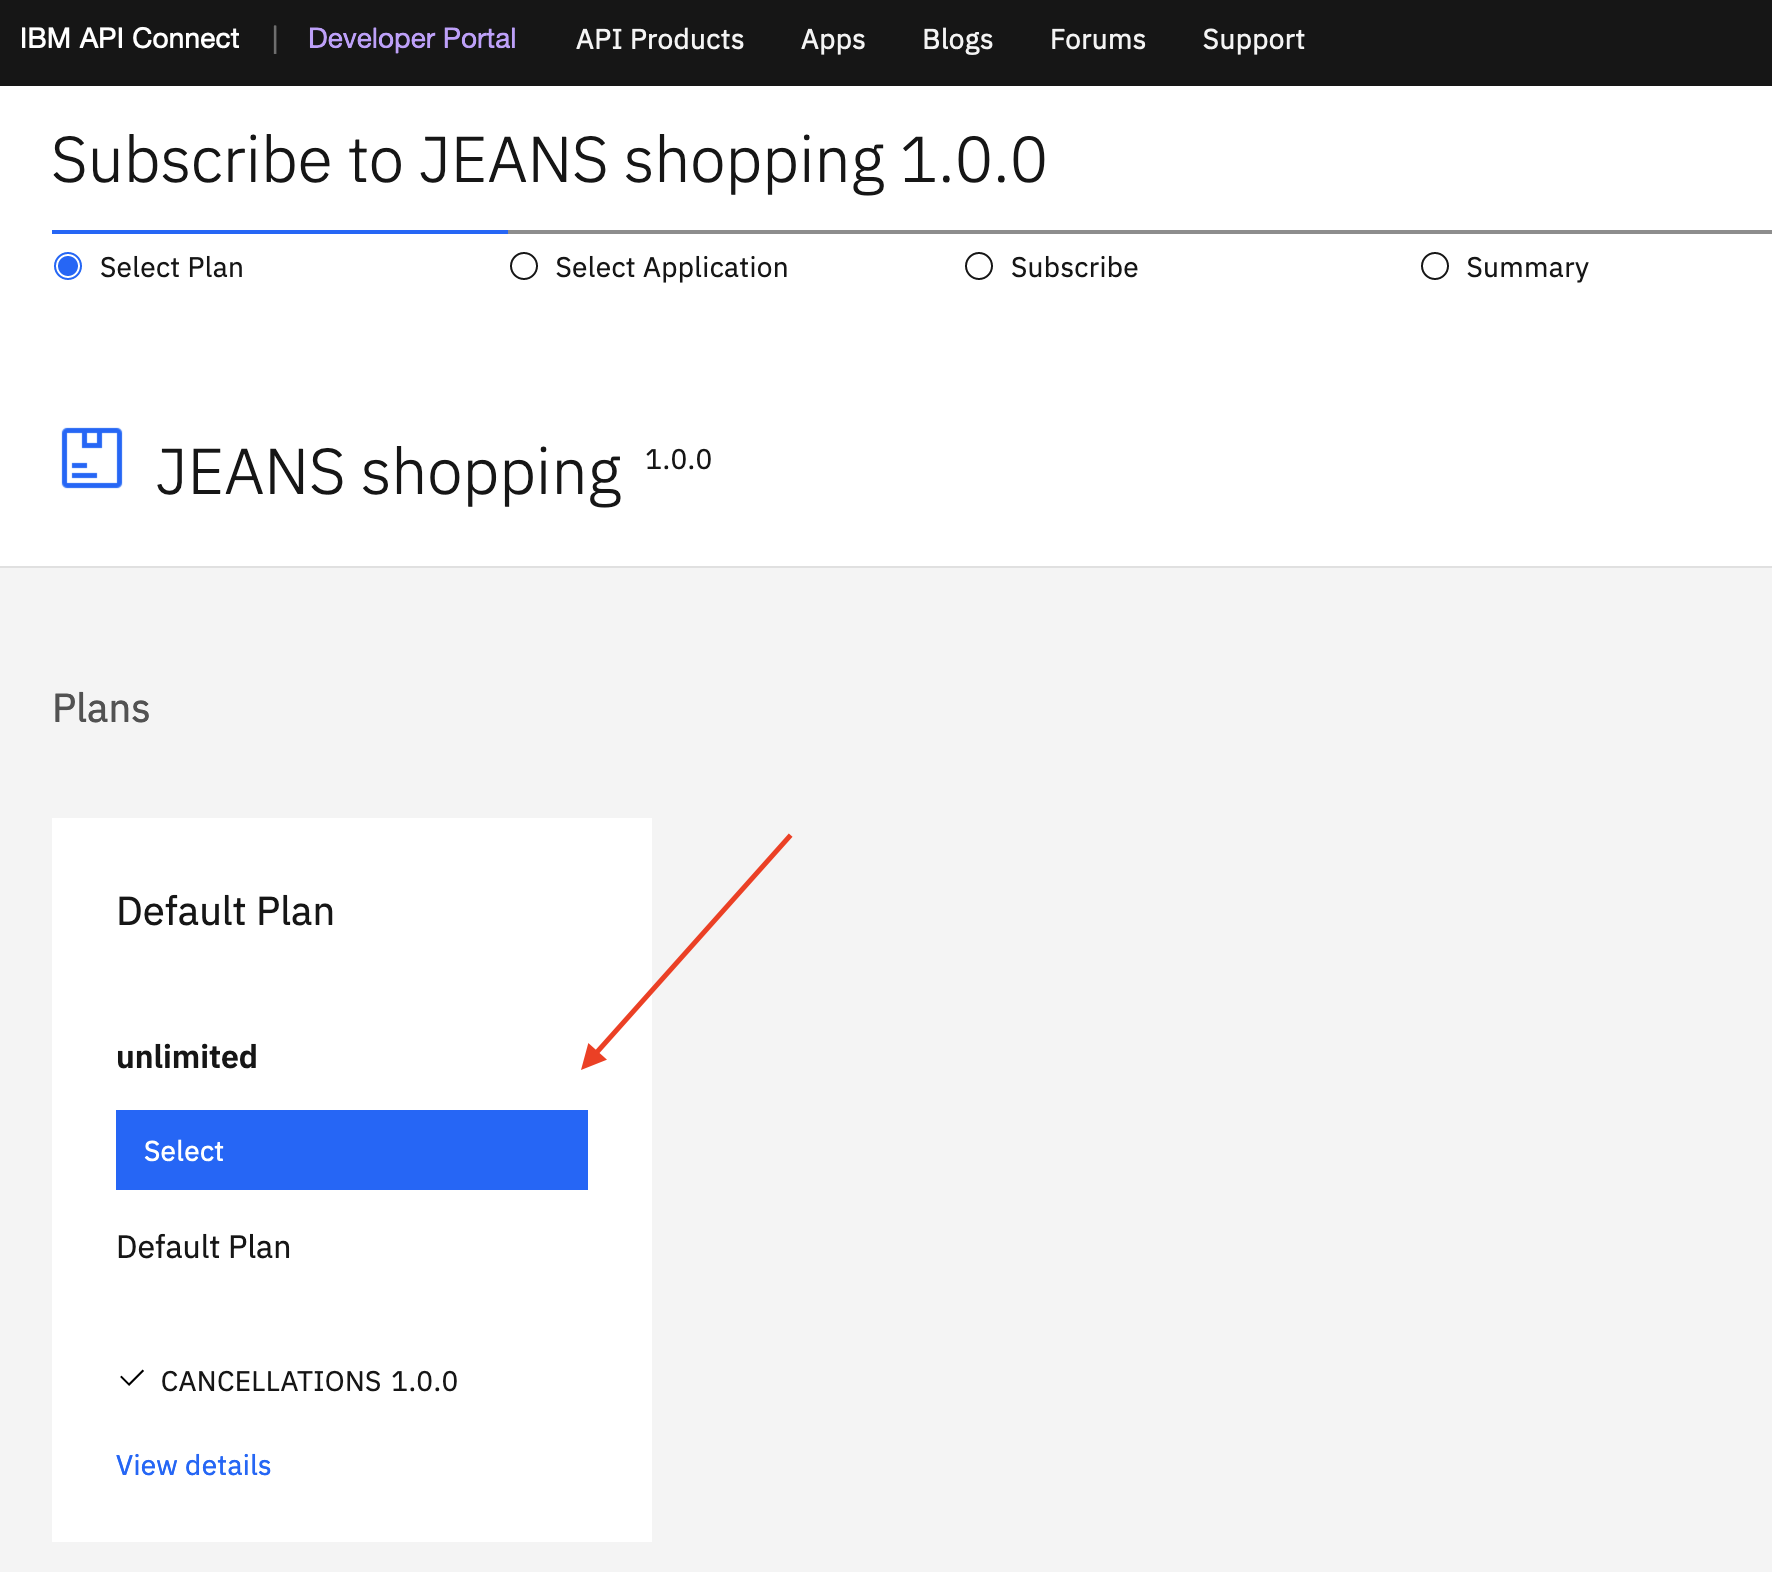 IBM API Connect | Developer Portal API Products Apps Blogs Forums Support
Subscribe to JEANS shopping 1.0.0
Select Plan Select Application Subscribe Summary
JEANS shopping 1.0.0
Plans
Default Plan
unlimited
Select
Default Plan
CANCELLATIONS 1.0.0
View details